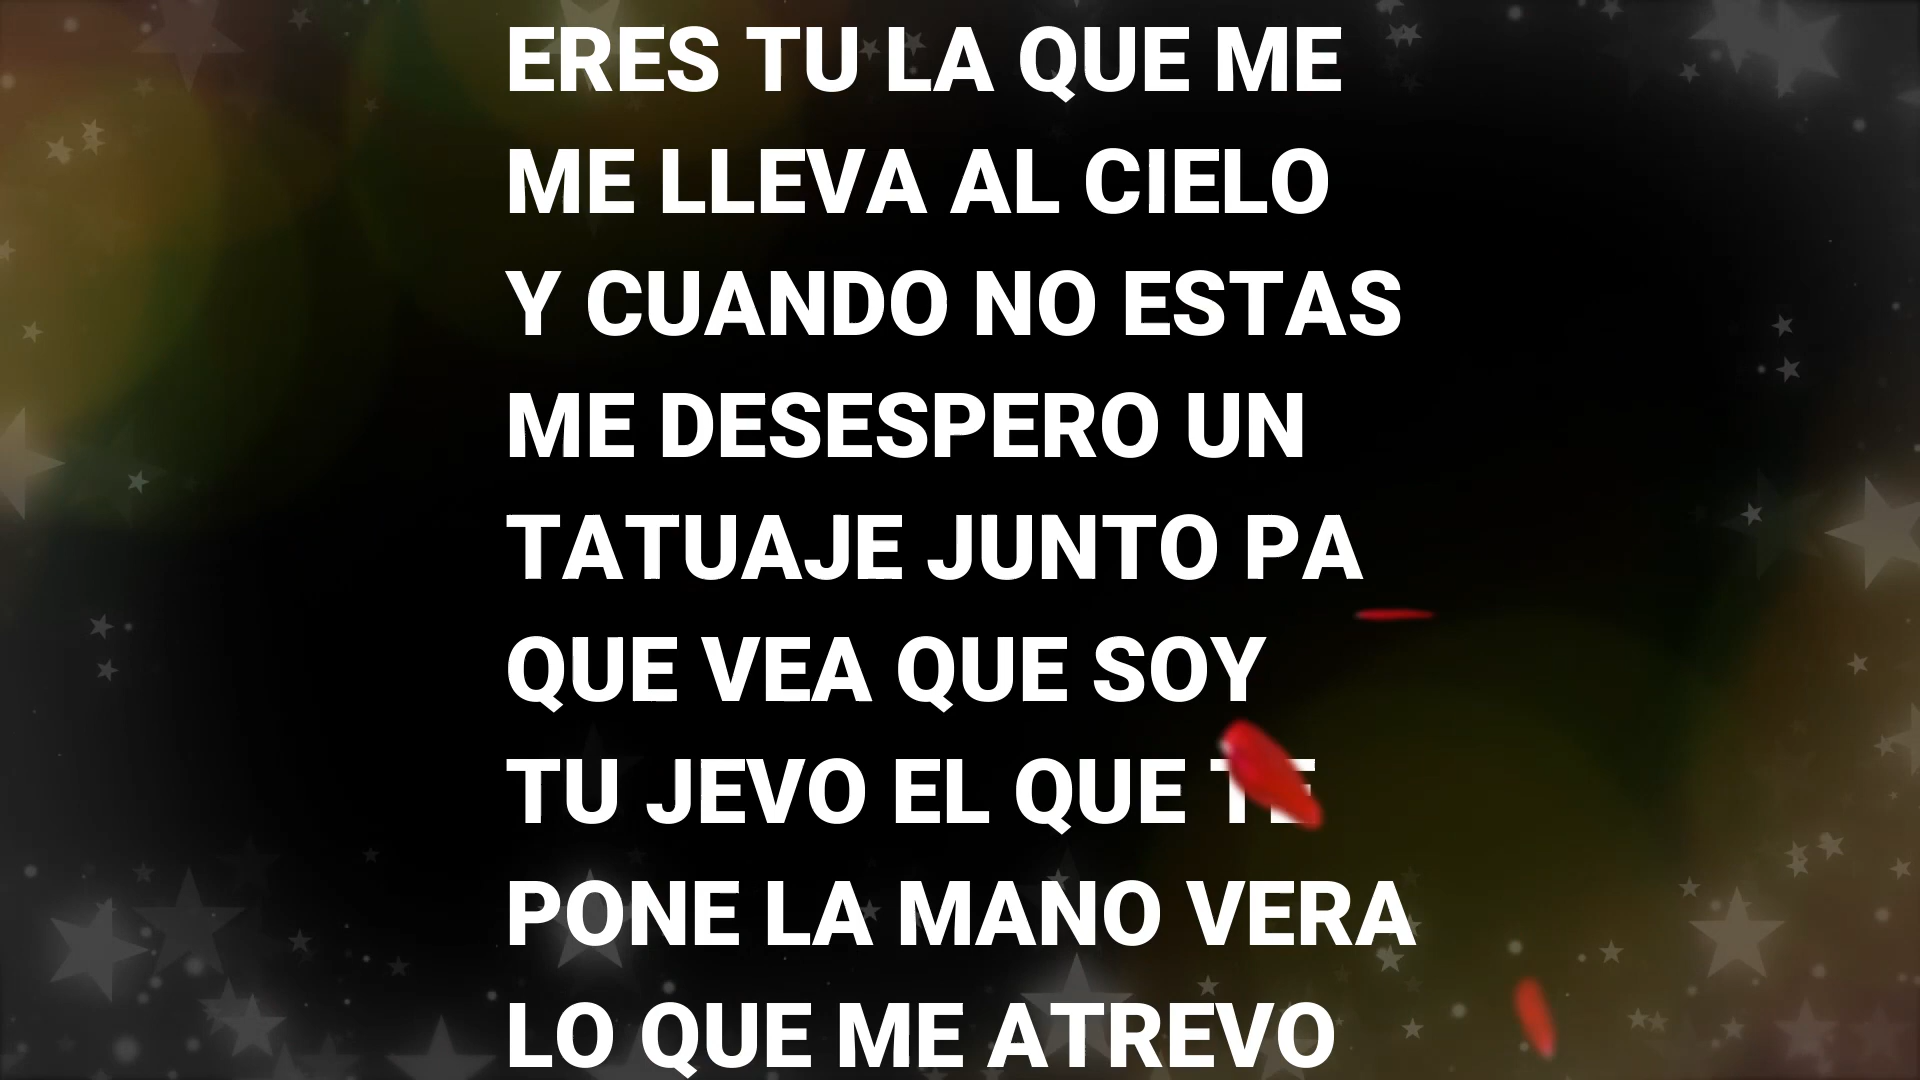 ERES TU LA QUE ME
ME LLEVA AL CIELO
Y CUANDO NO ESTAS
ME DESESPERO UN
TATUAJE JUNTO PA
QUE VEA QUE SOY
TU JEVO EL QUE TE
PONE LA MANO VERA
LO QUE ME ATREVO